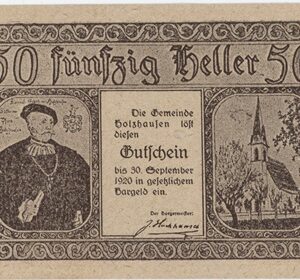 50 fünfzig Heller 50
Die Gemeinde
Holzhausen löst
diesen
Gutschein
bis 30. September
1920 in gesetzlichem
Bargeld ein.
Der Bürgermeister: